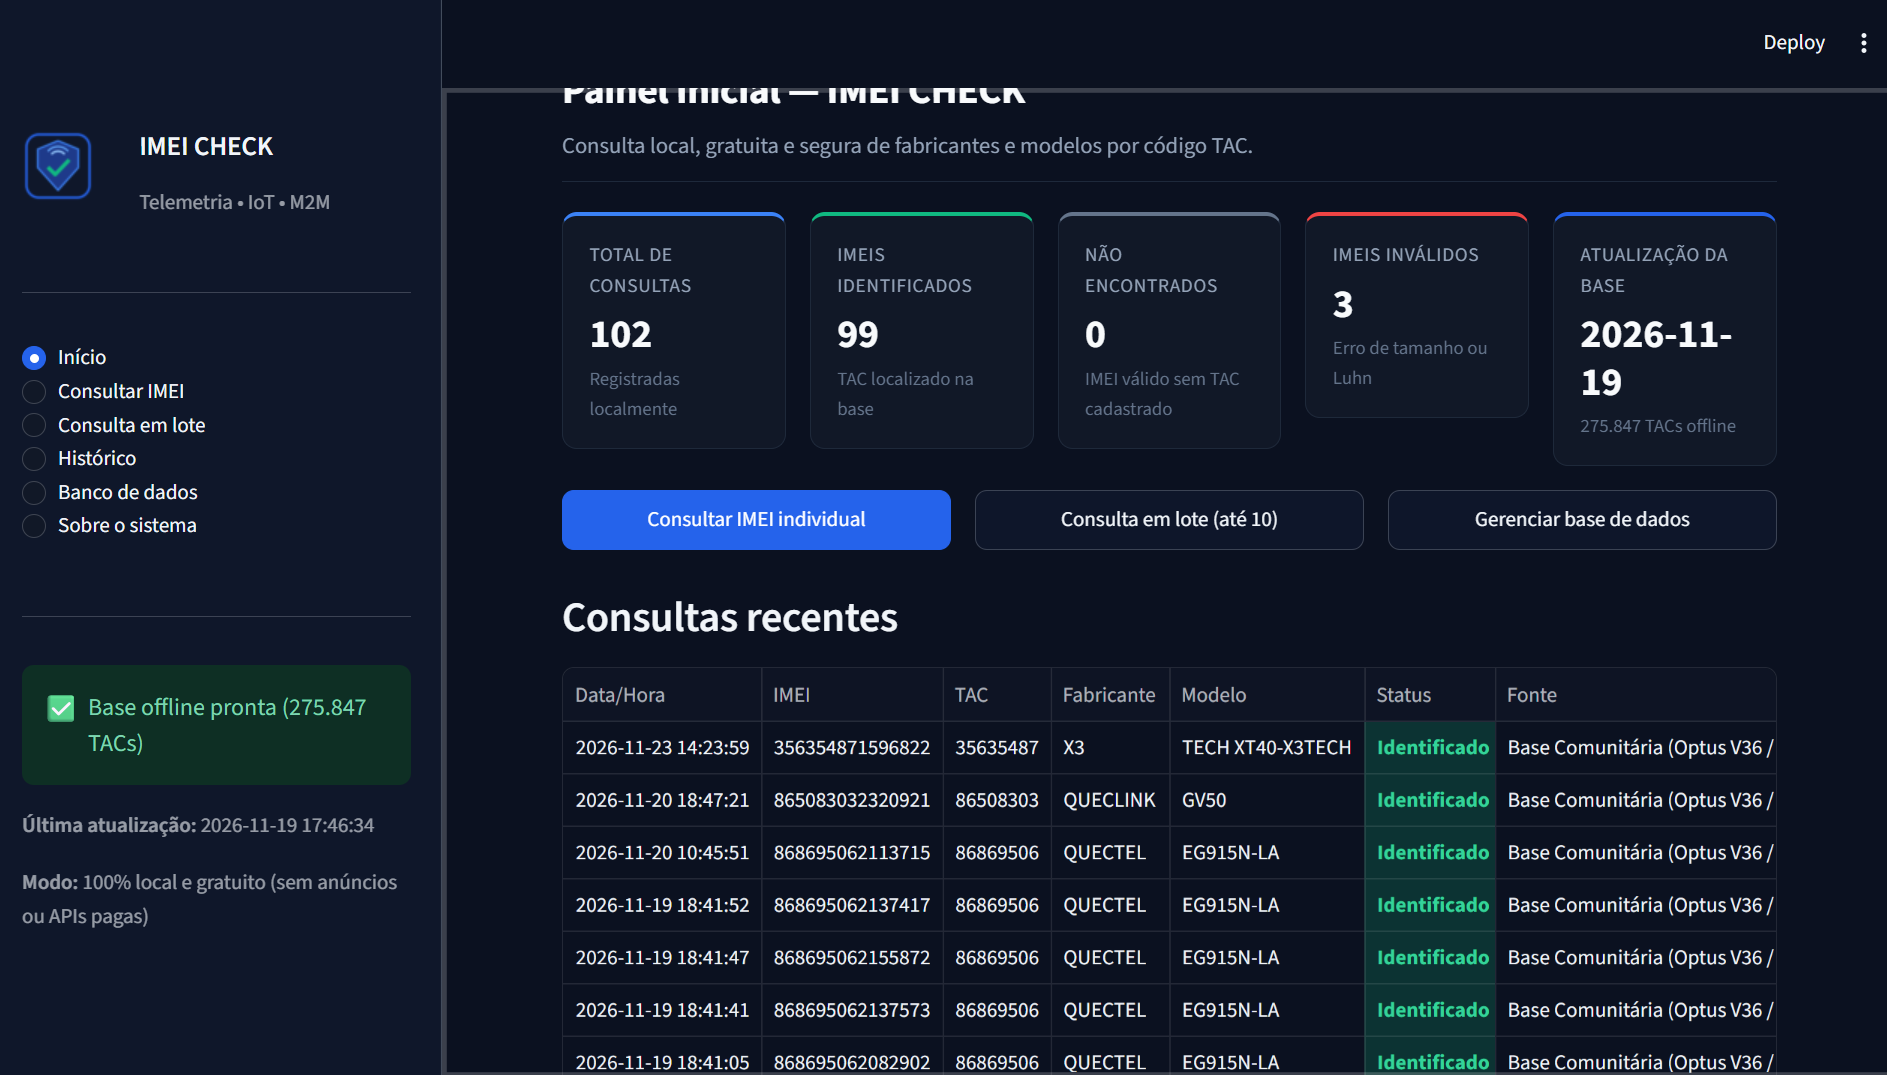 Deploy
IMEI CHECK
Telemetria • IoT • M2M
Início
Consultar IMEI
Consulta em lote
Histórico
Banco de dados
Sobre o sistema
Base offline pronta (275.847
TACs)
Última atualização: 2026-11-19 17:46:34
Modo: 100% local e gratuito (sem anúncios
ou APIs pagas)
Painel Inicial — IMEI CHECK
Consulta local, gratuita e segura de fabricantes e modelos por código TAC.
TOTAL DE
CONSULTAS
102
Registradas
localmente
IMEIS
IDENTIFICADOS
99
TAC localizado na
base
NÃO
ENCONTRADOS
0
IMEI válido sem TAC
cadastrado
IMEIS INVÁLIDOS
3
Erro de tamanho ou
Luhn
ATUALIZAÇÃO DA
BASE
2026-11-
19
275.847 TACs offline
Consultar IMEI individual
Consulta em lote (até 10)
Gerenciar base de dados
Consultas recentes
Data/Hora IMEI TAC Fabricante Modelo Status Fonte
2026-11-23 14:23:59 356354871596822 35635487 X3 TECH XT40-X3TECH Identificado Base Comunitária (Optus V36 /
2026-11-20 18:47:21 865083032320921 86508303 QUECLINK GV50 Identificado Base Comunitária (Optus V36 /
2026-11-20 10:45:51 868695062113715 86869506 QUECTEL EG915N-LA Identificado Base Comunitária (Optus V36 /
2026-11-19 18:41:52 868695062137417 86869506 QUECTEL EG915N-LA Identificado Base Comunitária (Optus V36 /
2026-11-19 18:41:47 868695062155872 86869506 QUECTEL EG915N-LA Identificado Base Comunitária (Optus V36 /
2026-11-19 18:41:41 868695062137573 86869506 QUECTEL EG915N-LA Identificado Base Comunitária (Optus V36 /
2026-11-19 18:41:05 868695062082902 86869506 QUECTEL EG915N-LA Identificado Base Comunitária (Optus V36 /